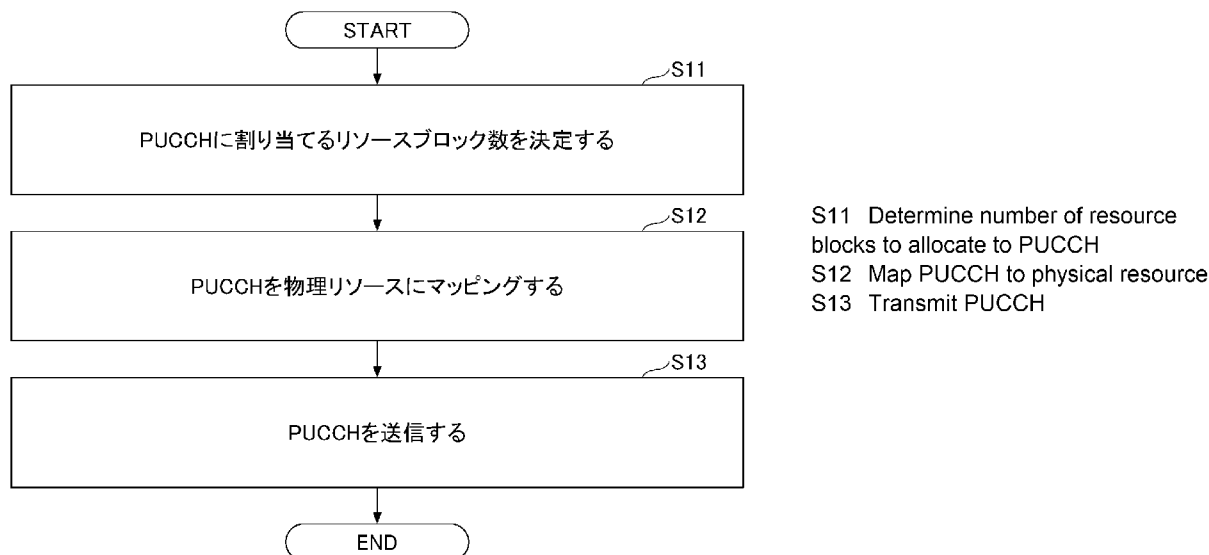 START
S11
PUCCHに割り当てるリソースブロック数を決定する
S12
PUCCHを物理リソースにマッピングする
S13
PUCCHを送信する
END
S11 Determine number of resource
blocks to allocate to PUCCH
S12 Map PUCCH to physical resource
S13 Transmit PUCCH